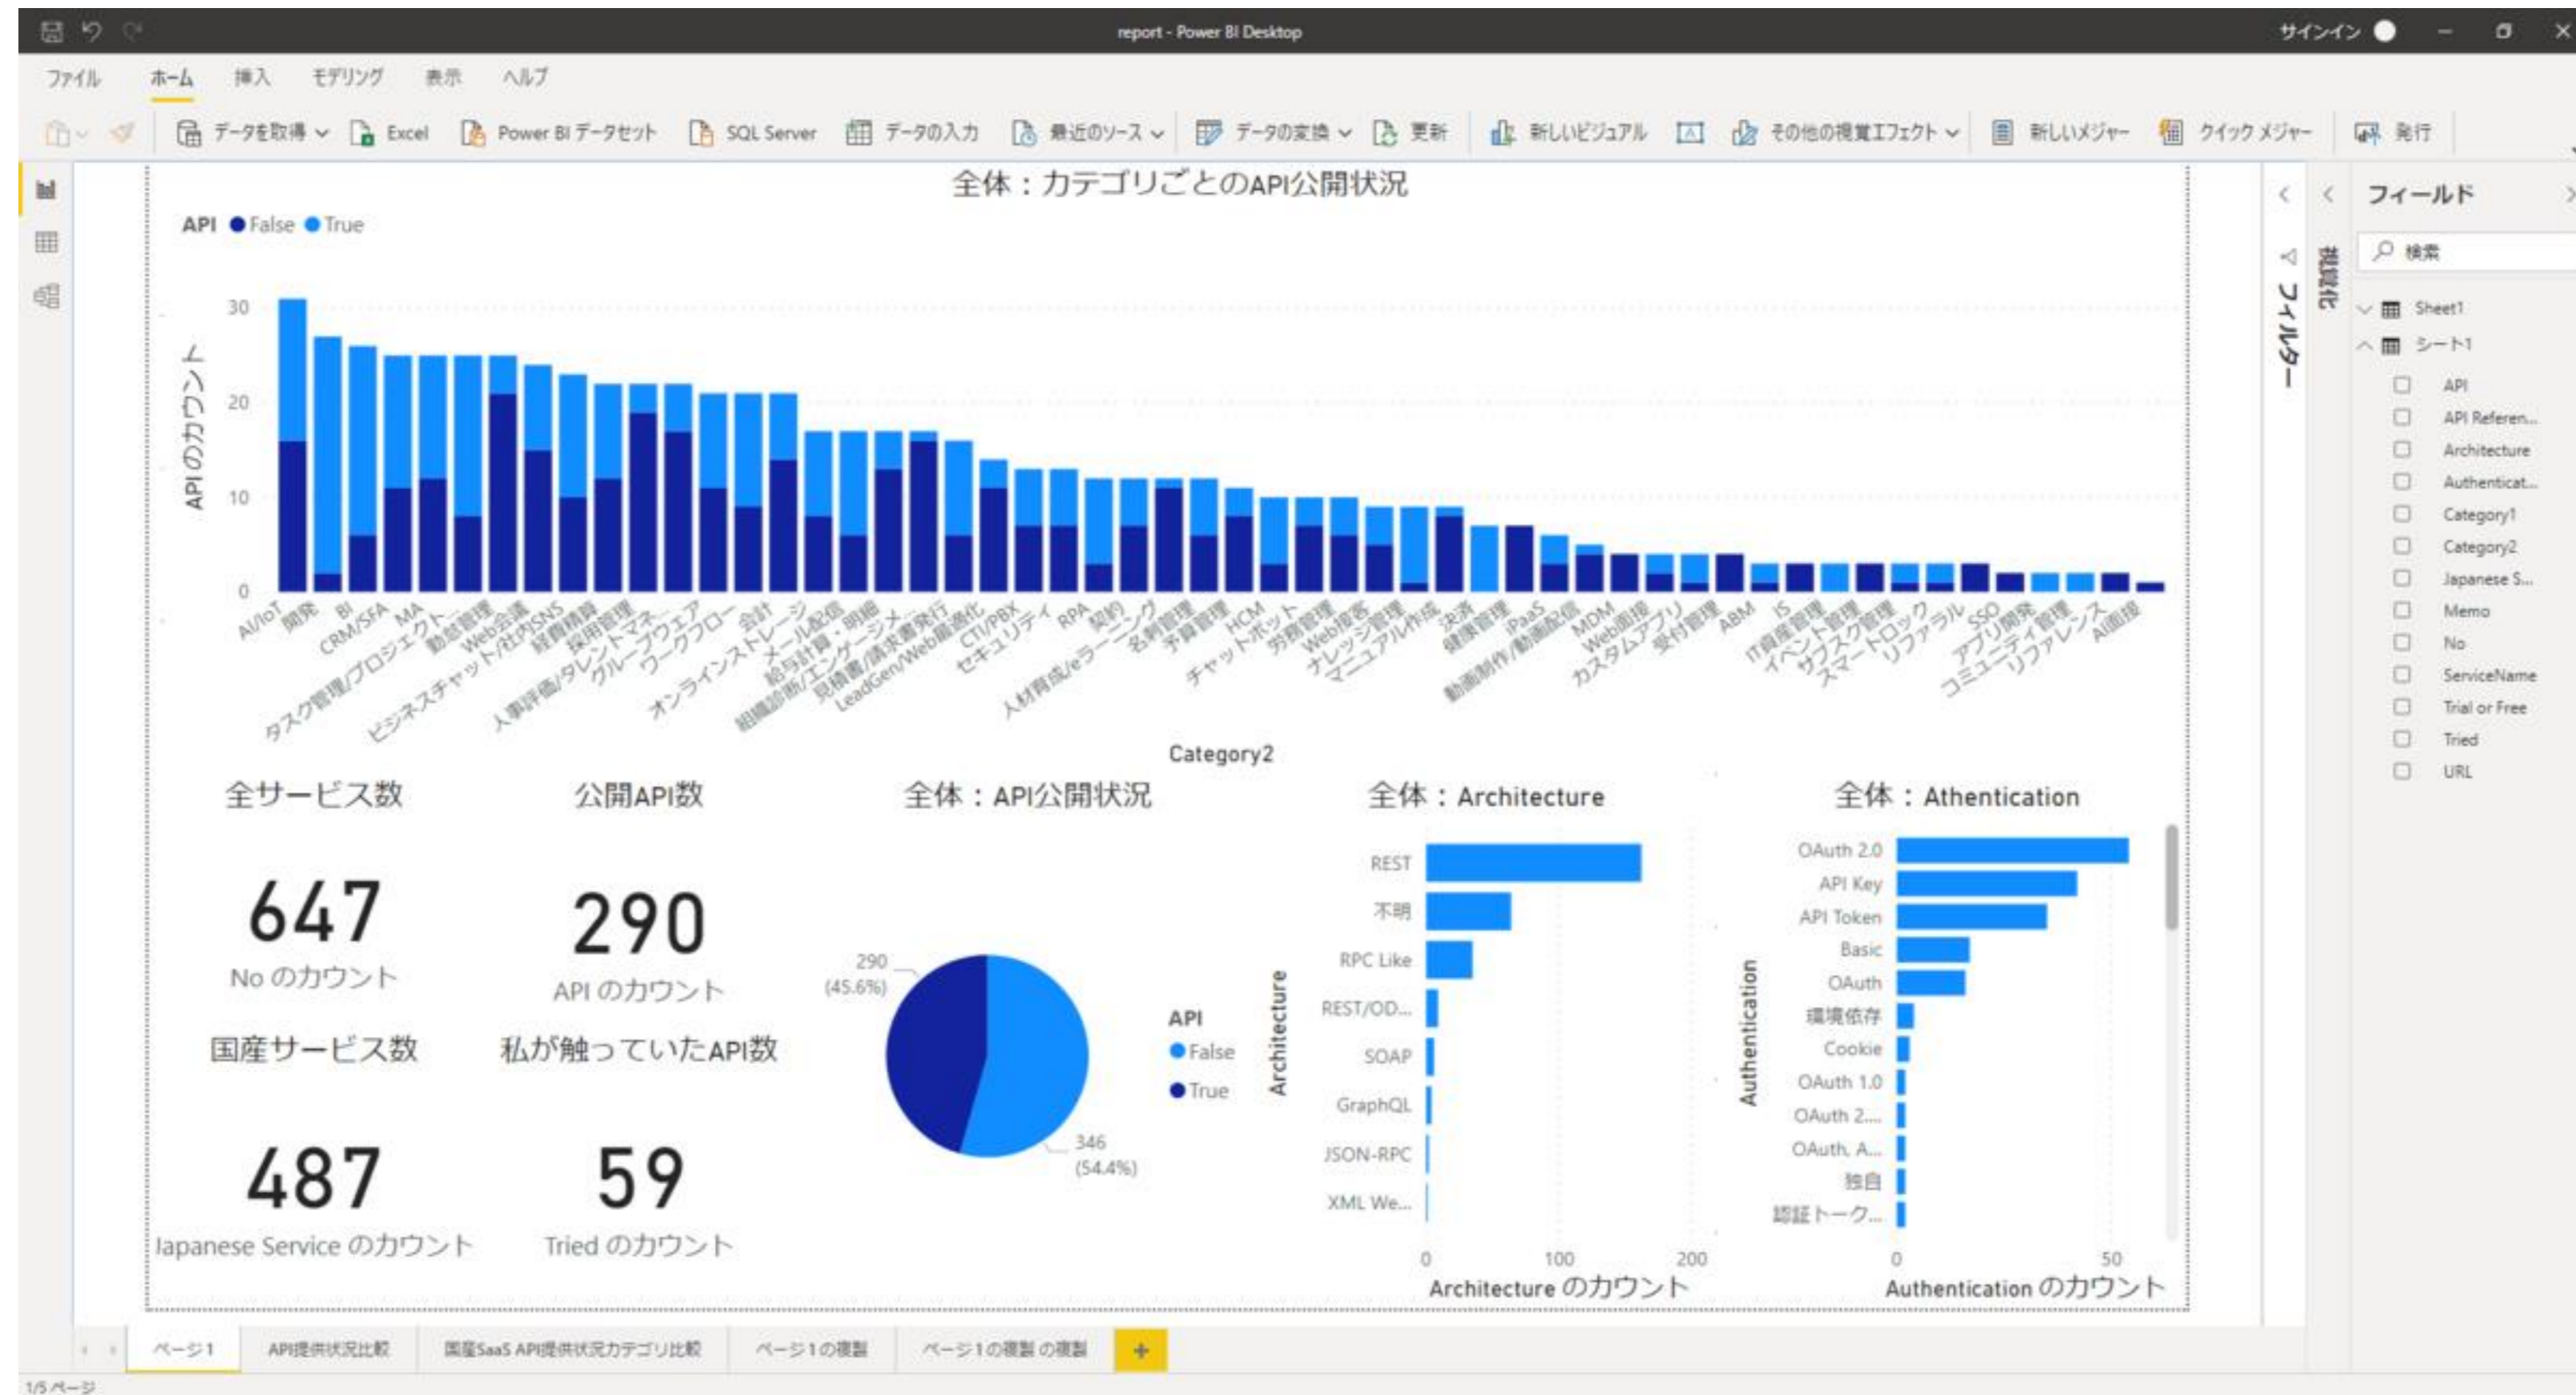 report - Power BI Desktop
サインイン
ファイル ホーム 挿入 モデリング 表示 ヘルプ
データを取得 Excel Power BI データセット SQL Server データの入力 最近のソース データの変換 更新 新しいビジュアル その他の視覚エフェクト 新しいメジャー クイック メジャー 発行
全体：カテゴリごとのAPI公開状況
API False True
API のカウント
30
20
10
0
AI/IoT
開発
BI
CRM/SFA
MA
タスク管理/プロジェクト...
勤怠管理
Web会議
ビジネスチャット/社内SNS
経費精算
採用管理
人事評価/タレントマネ...
グループウェア
ワークフロー
会計
オンラインストレージ
メール配信
給与計算・明細
組織診断/エンゲージメ...
見積書/請求書発行
LeadGen/Web最適化
CTI/PBX
セキュリティ
RPA
契約
人材育成/eラーニング
名刺管理
予算管理
HCM
チャットボット
労務管理
Web接客
ナレッジ管理
マニュアル作成
決済
健康管理
iPaaS
動画制作/動画配信
MDM
Web面接
カスタムアプリ
受付管理
ABM
IS
IT資産管理
イベント管理
サブスク管理
スマートロック
リファラル
SSO
アプリ開発
コミュニティ管理
リファレンス
AI面接
Category2
全サービス数
647
No のカウント
公開API数
290
API のカウント
国産サービス数
487
Japanese Service のカウント
私が触っていたAPI数
59
Tried のカウント
全体：API公開状況
290
(45.6%)
346
(54.4%)
API
False
True
全体：Architecture
Architecture
REST
不明
RPC Like
REST/OD...
SOAP
GraphQL
JSON-RPC
XML We...
0 100 200
Architecture のカウント
全体：Athentication
Authentication
OAuth 2.0
API Key
API Token
Basic
OAuth
環境依存
Cookie
OAuth 1.0
OAuth 2....
OAuth, A...
独自
認証トーク...
0 50
Authentication のカウント
フィルター
視覚化
フィールド
検索
Sheet1
シート1
API
API Referen...
Architecture
Authenticat...
Category1
Category2
Japanese S...
Memo
No
ServiceName
Trial or Free
Tried
URL
ページ1 API提供状況比較 国産SaaS API提供状況カテゴリ比較 ページ1の複製 ページ1の複製 の複製 +
1/5 ページ